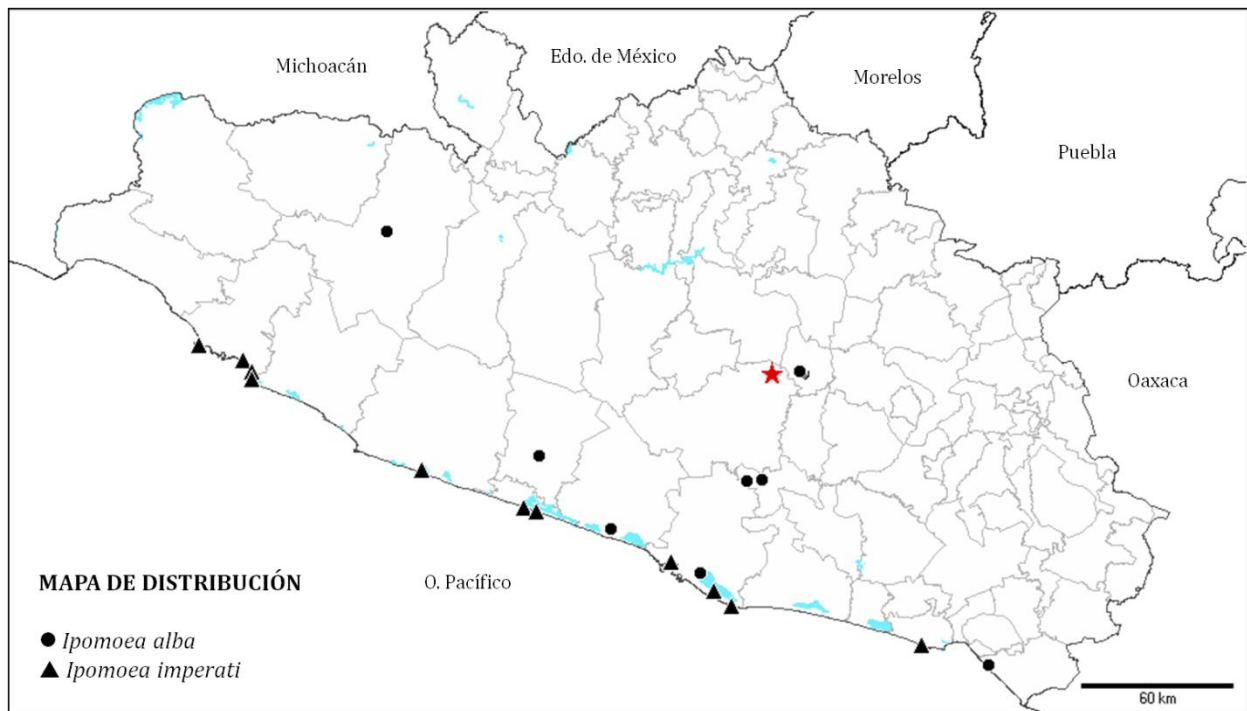 Edo. de México
Michoacán
Morelos
Puebla
Oaxaca
MAPA DE DISTRIBUCIÓN
O. Pacífico
Ipomoea alba
Ipomoea imperati
60 km